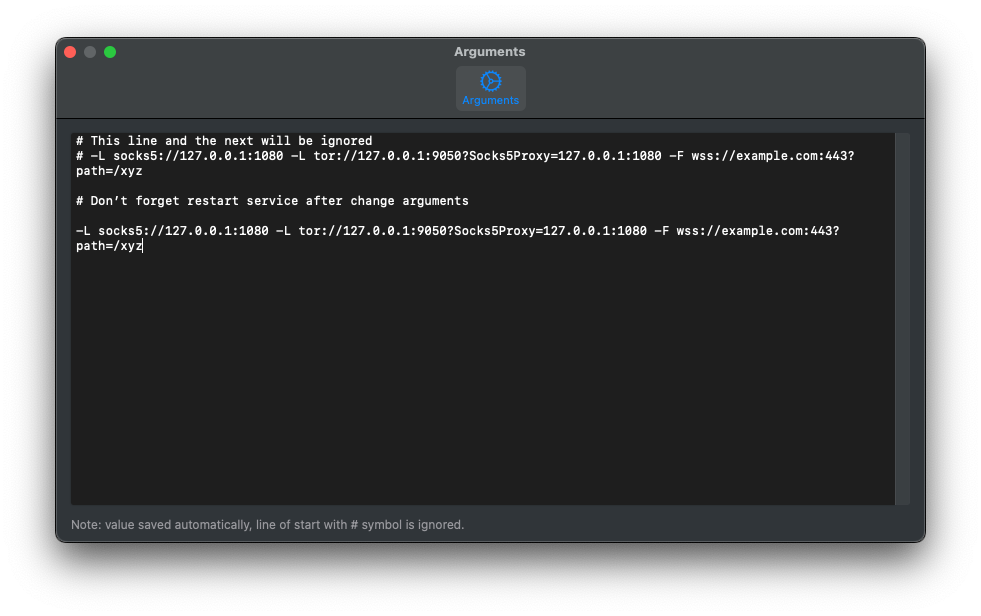 Arguments
Arguments
# This line and the next will be ignored
# -L socks5://127.0.0.1:1080 -L tor://127.0.0.1:9050?Socks5Proxy=127.0.0.1:1080 -F wss://example.com:443?
path=/xyz
# Don’t forget restart service after change arguments
-L socks5://127.0.0.1:1080 -L tor://127.0.0.1:9050?Socks5Proxy=127.0.0.1:1080 -F wss://example.com:443?
path=/xyz
Note: value saved automatically, line of start with # symbol is ignored.